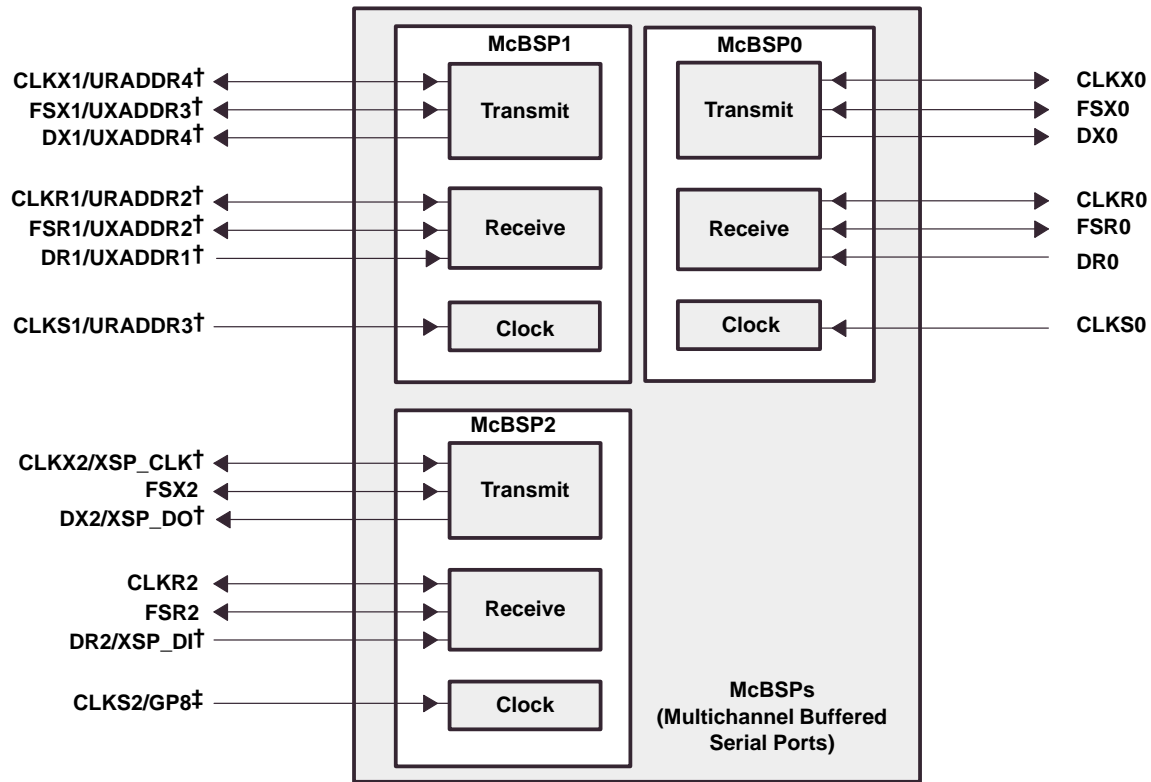 McBSP1
McBSP0
CLKX1/URADDR4†
FSX1/UXADDR3†
DX1/UXADDR4†
Transmit
Transmit
CLKX0
FSX0
DX0
CLKR1/URADDR2†
FSR1/UXADDR2†
DR1/UXADDR1†
Receive
Receive
CLKR0
FSR0
DR0
CLKS1/URADDR3†
Clock
Clock
CLKS0
McBSP2
CLKX2/XSP_CLK†
FSX2
DX2/XSP_DO†
Transmit
CLKR2
FSR2
DR2/XSP_DI†
Receive
CLKS2/GP8‡
Clock
McBSPs
(Multichannel Buffered
Serial Ports)